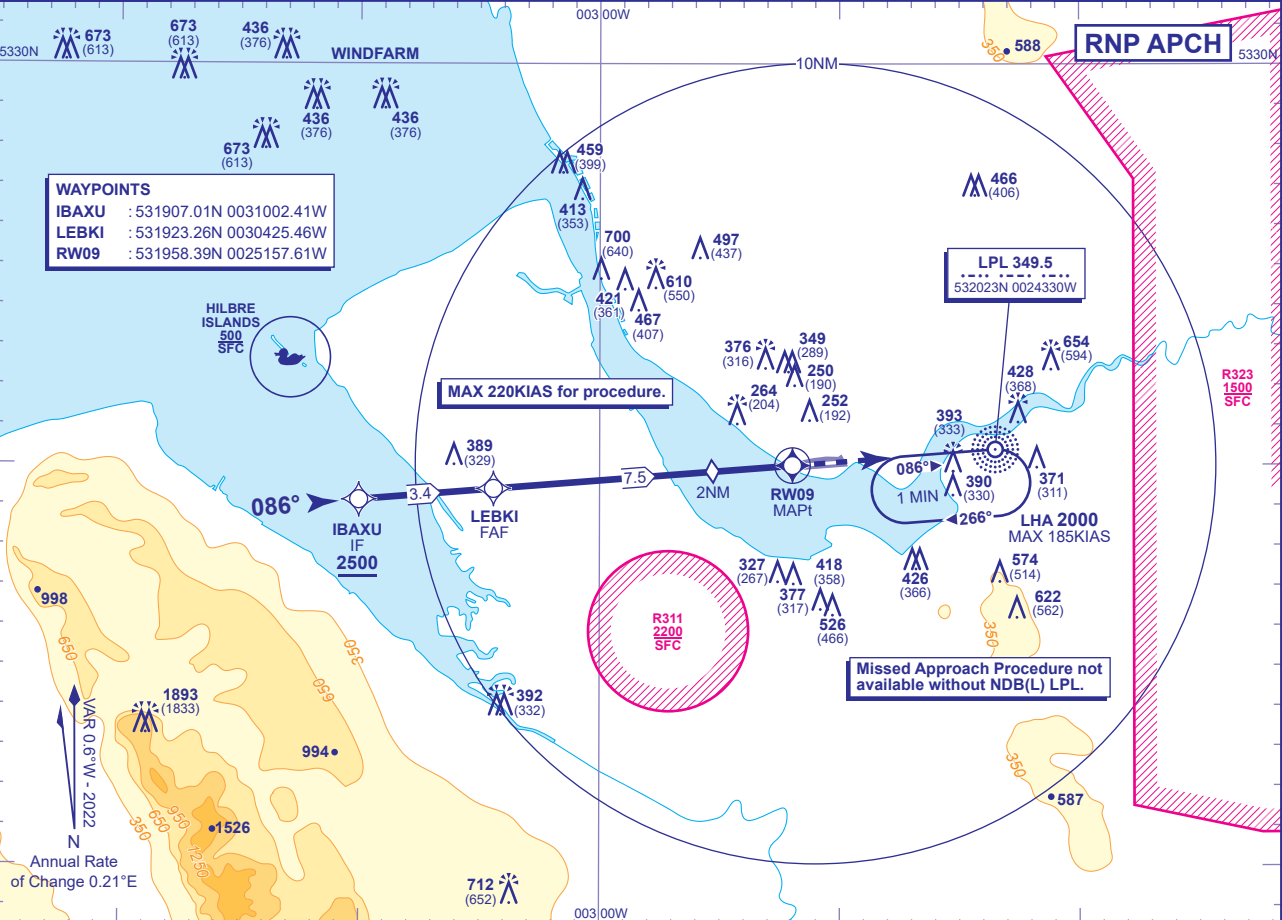 003 00W
673
(613)
673
(613)
436
(376)
WINDFARM
5330N
588
350
RNP APCH
5330N
10NM
436
(376)
436
(376)
673
(613)
459
(399)
413
(353)
466
(406)
WAYPOINTS
IBAXU : 531907.01N 0031002.41W
LEBKI : 531923.26N 0030425.46W
RW09 : 531958.39N 0025157.61W
700
(640)
497
(437)
610
(550)
421
(361)
467
(407)
LPL 349.5
532023N 0024330W
HILBRE
ISLANDS
500
SFC
376
(316)
349
(289)
250
(190)
264
(204)
252
(192)
654
(594)
428
(368)
R323
1500
SFC
MAX 220KIAS for procedure.
393
(333)
389
(329)
086°
3.4
7.5
2NM
086°
1 MIN
266°
390
(330)
371
(311)
IBAXU
IF
2500
LEBKI
FAF
RW09
MAPt
LHA 2000
MAX 185KIAS
327
(267)
377
(317)
418
(358)
526
(466)
426
(366)
574
(514)
622
(562)
350
998
650
350
650
R311
2200
SFC
Missed Approach Procedure not
available without NDB(L) LPL.
1893
(1833)
392
(332)
994
VAR 0.6°W - 2022
N
Annual Rate
of Change 0.21°E
350
650
950
1250
1526
350
587
712
(652)
003 00W